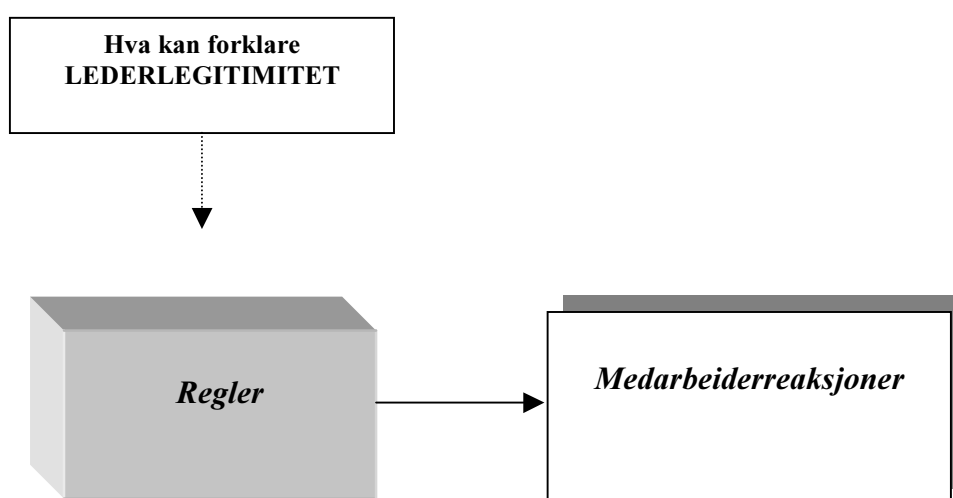 Hva kan forklare
LEDERLEGITIMITET
Regler
Medarbeiderreaksjoner